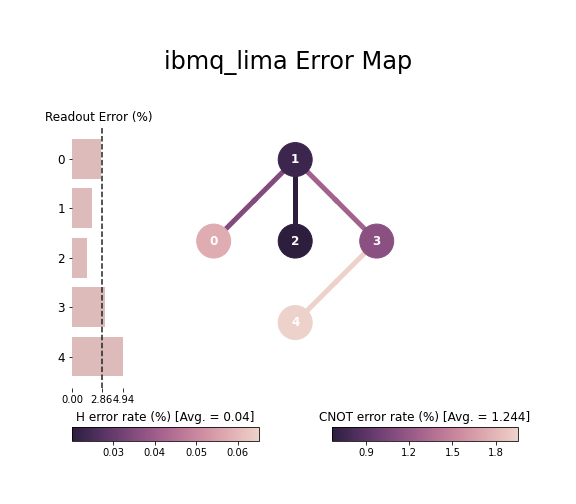 ibmq_lima Error Map
Readout Error (%)
0
1
2
3
4
0.00 2.86 4.94
1
0 2 3
4
H error rate (%) [Avg. = 0.04]
0.03 0.04 0.05 0.06
CNOT error rate (%) [Avg. = 1.244]
0.9 1.2 1.5 1.8